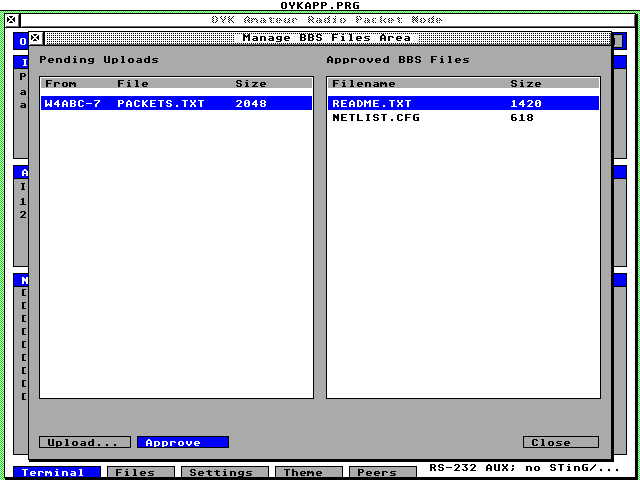 OYKAPP.PRG
OYK Amateur Radio Packet Node
Manage BBS Files Area
Pending Uploads
From File Size
W4ABC-7 PACKETS.TXT 2048
Approved BBS Files
Filename Size
README.TXT 1420
NETLIST.CFG 618
Upload... Approve Close
Terminal Files Settings Theme Peers RS-232 AUX; no STinG/...